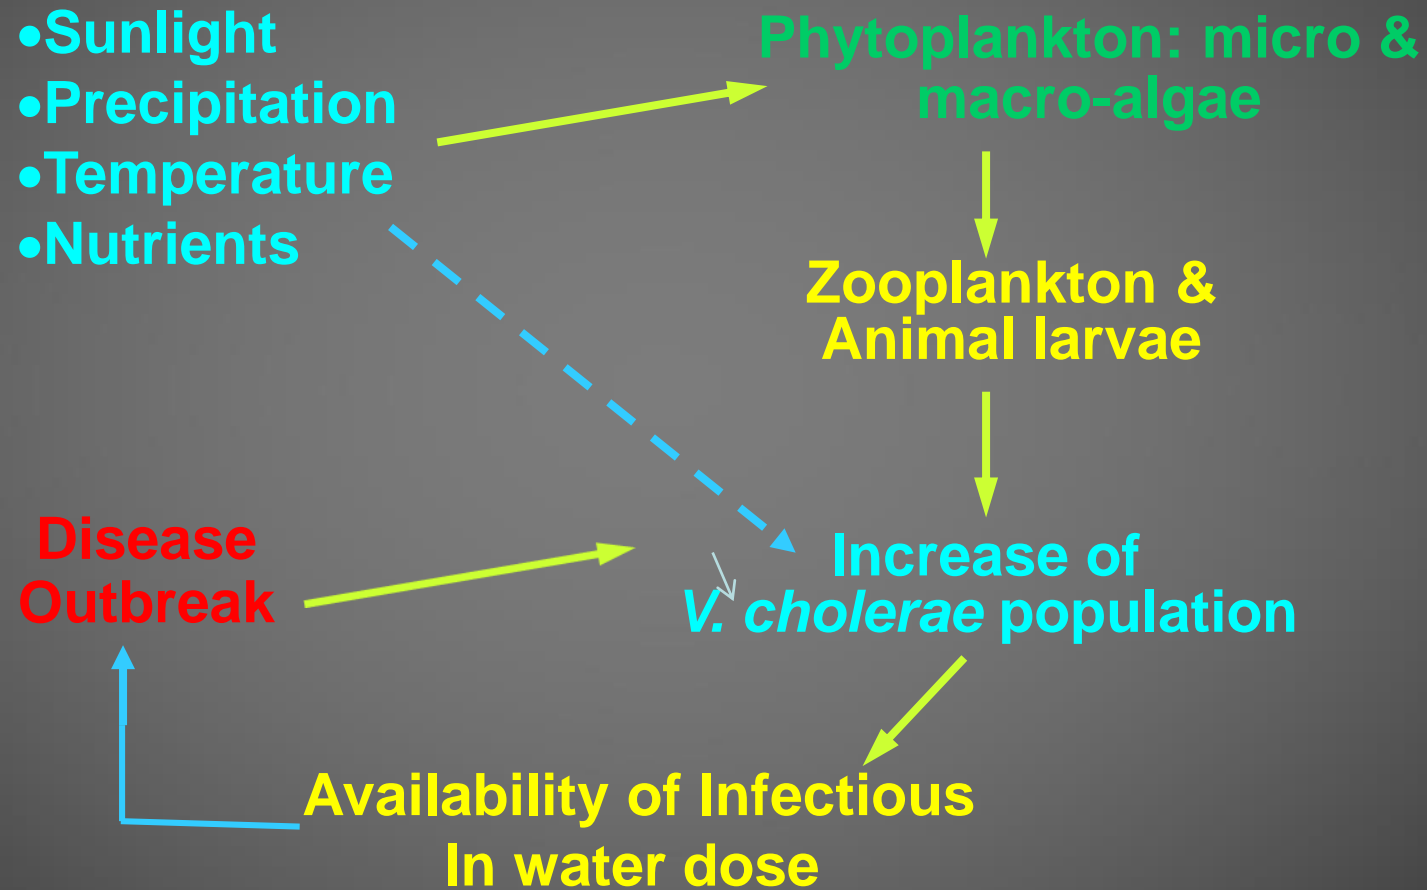 •Sunlight
•Precipitation
•Temperature
•Nutrients
Phytoplankton: micro &
macro-algae
Zooplankton &
Animal larvae
Increase of
V. cholerae population
Disease
Outbreak
Availability of Infectious
In water dose